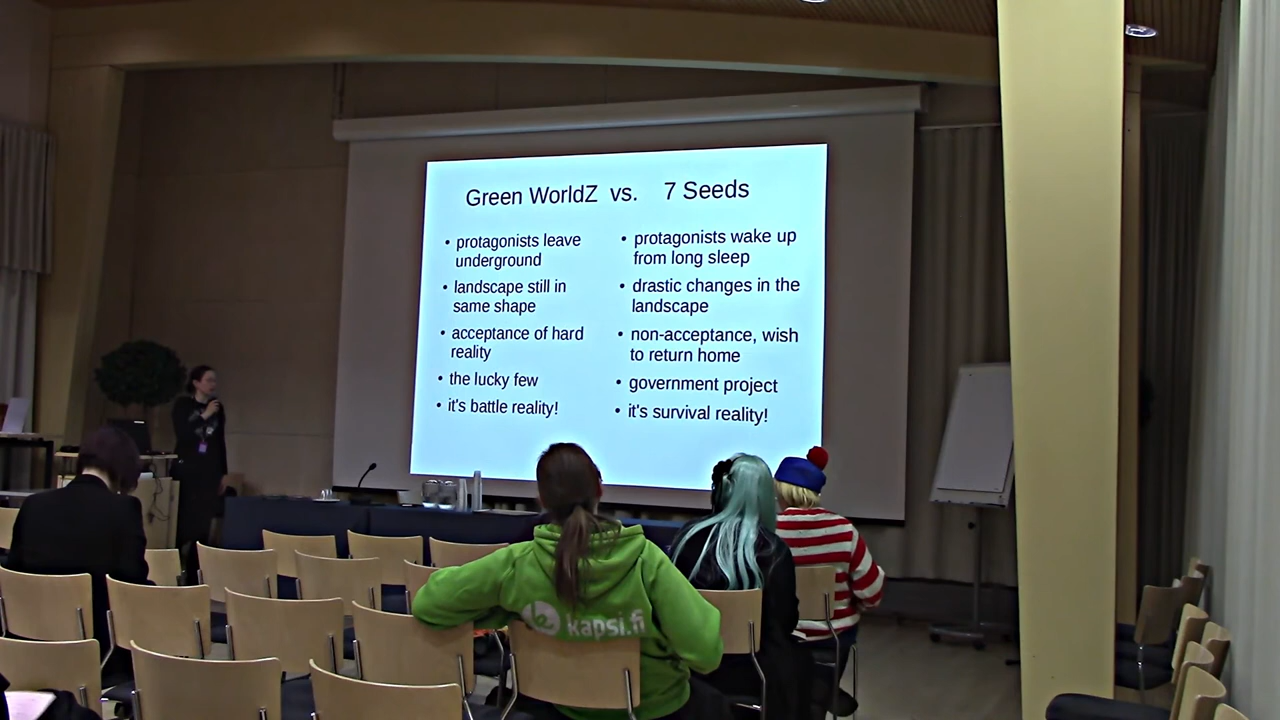 Green WorldZ vs. 7 Seeds
• protagonists leave
underground
• landscape still in
same shape
• acceptance of hard
reality
• the lucky few
• it's battle reality!
• protagonists wake up
from long sleep
• drastic changes in the
landscape
• non-acceptance, wish
to return home
• government project
• it's survival reality!
kapsi.fi